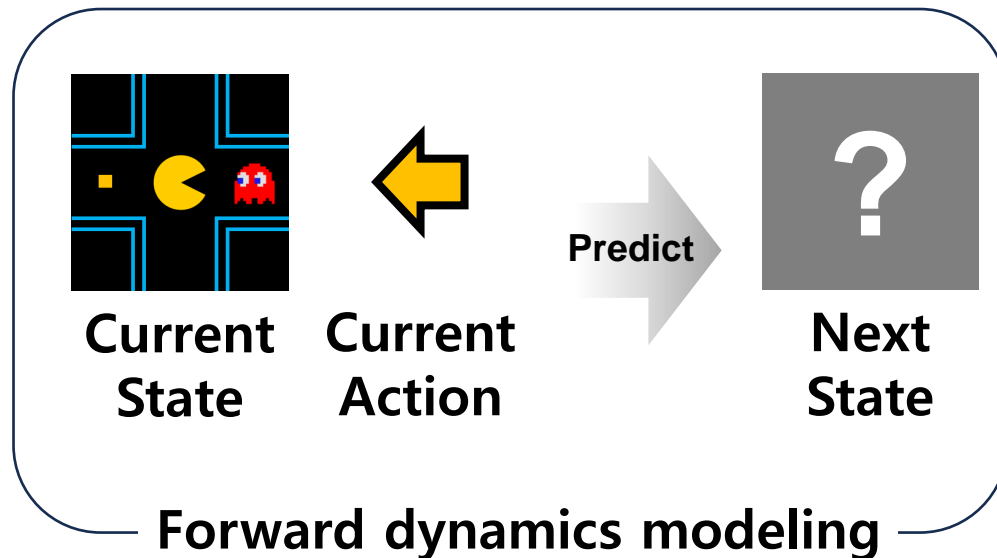 Predict
?
Current
State
Current
Action
Next
State
Forward dynamics modeling